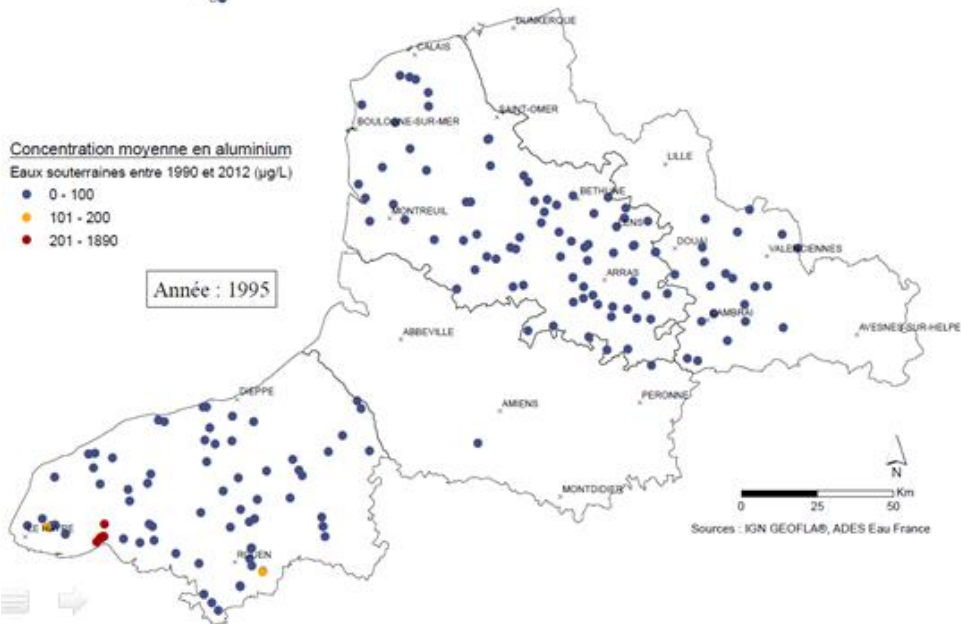 DUNKERQUE
CALAIS
SAINT-OMER
BOULOGNE-SUR-MER
Concentration moyenne en aluminium
Eaux souterraines entre 1990 et 2012 (µg/L)
0 - 100
101 - 200
201 - 1890
LILLE
BETHUNE
MONTREUIL
LENS
DOUAI
VALENCIENNES
ARRAS
Année : 1995
CAMBRAI
ABBEVILLE
AVESNES-SUR-HELPE
DIEPPE
AMIENS
PERONNE
N
MONTDIDIER
0 25 50 Km
Sources : IGN GEOFLA®, ADES Eau France
LE HAVRE
ROUEN